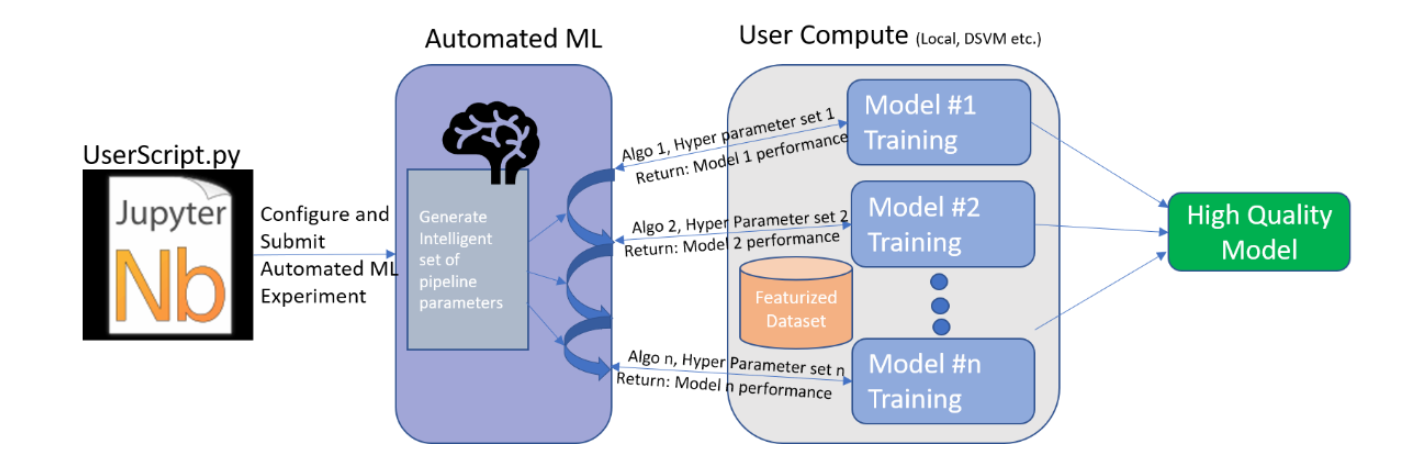 Automated ML
User Compute (Local, DSVM etc.)
UserScript.py
Jupyter
Nb
Configure and
Submit
Automated ML
Experiment
Generate
Intelligent
set of
pipeline
parameters
Algo 1, Hyper parameter set 1
Return: Model 1 performance
Algo 2, Hyper Parameter set 2
Return: Model 2 performance
Algo n, Hyper Parameter set n
Return: Model n performance
Model #1
Training
Model #2
Training
Featurized
Dataset
Model #n
Training
High Quality
Model